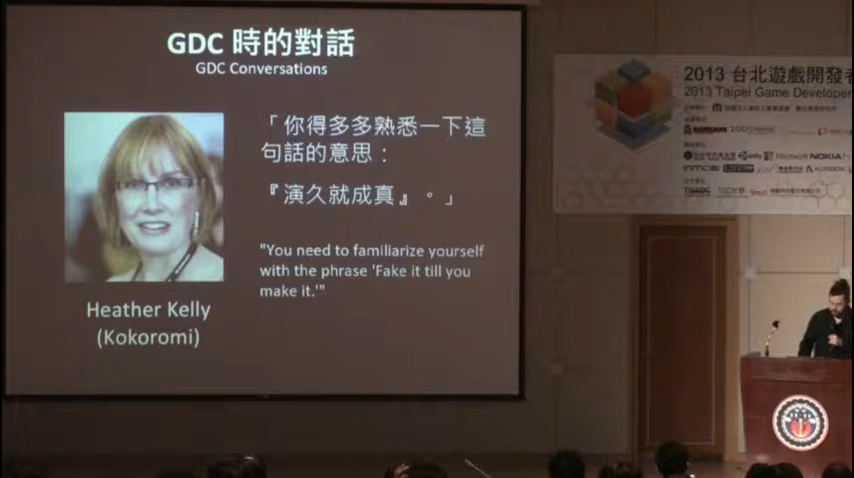 GDC 時的對話
GDC Conversations
「你得多多熟悉一下這
句話的意思：
『演久就成真』。」
"You need to familiarize yourself
with the phrase 'Fake it till you
make it.'"
Heather Kelly
(Kokoromi)
2013 台北遊戲開發者
2013 Taipei Game Developer
unity
Microsoft
NOKIA
INMOBI
AUTODESK